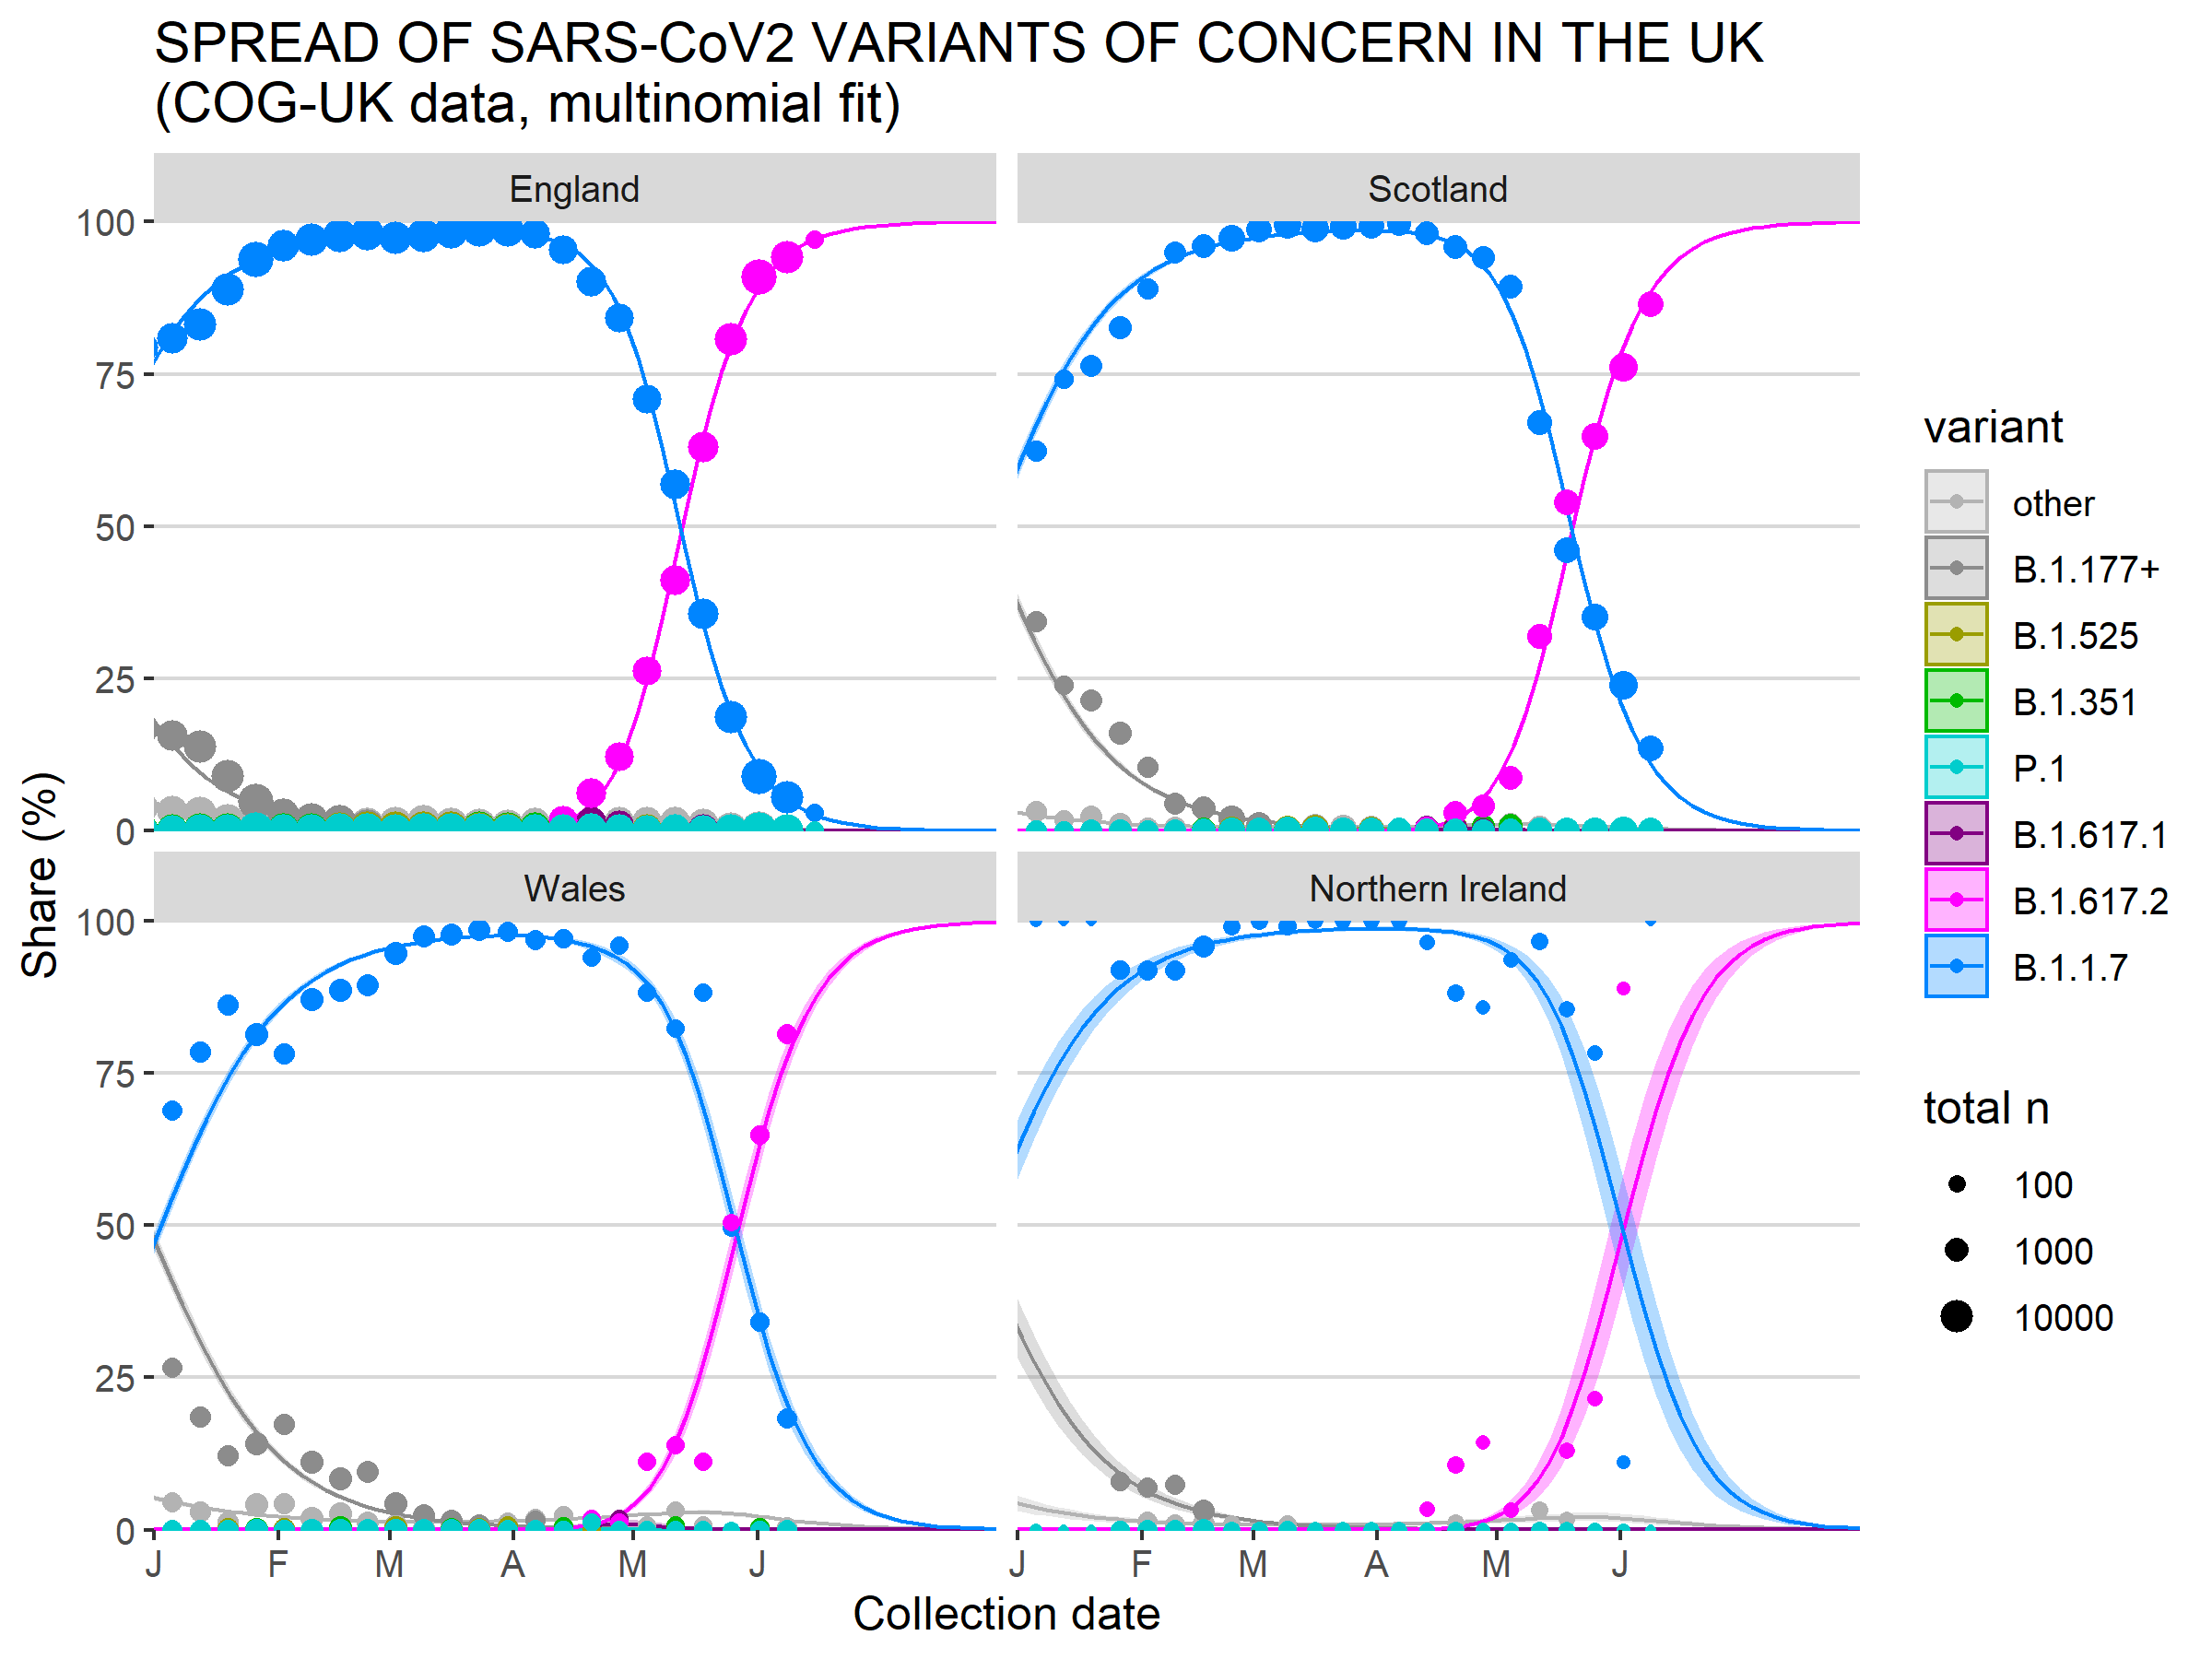 SPREAD OF SARS-CoV2 VARIANTS OF CONCERN IN THE UK
(COG-UK data, multinomial fit)
England
Scotland
100
75
50
25
0
Wales
Northern Ireland
100
75
50
25
0
J F M A M J
J F M A M J
Share (%)
Collection date
variant
other
B.1.177+
B.1.525
B.1.351
P.1
B.1.617.1
B.1.617.2
B.1.1.7
total n
100
1000
10000